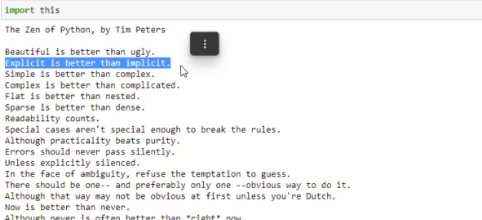 import this
The Zen of Python, by Tim Peters
Beautiful is better than ugly.
Explicit is better than implicit.
Simple is better than complex.
Complex is better than complicated.
Flat is better than nested.
Sparse is better than dense.
Readability counts.
Special cases aren't special enough to break the rules.
Although practicality beats purity.
Errors should never pass silently.
Unless explicitly silenced.
In the face of ambiguity, refuse the temptation to guess.
There should be one-- and preferably only one --obvious way to do it.
Although that way may not be obvious at first unless you're Dutch.
Now is better than never.
Although never is often better than *right* now.